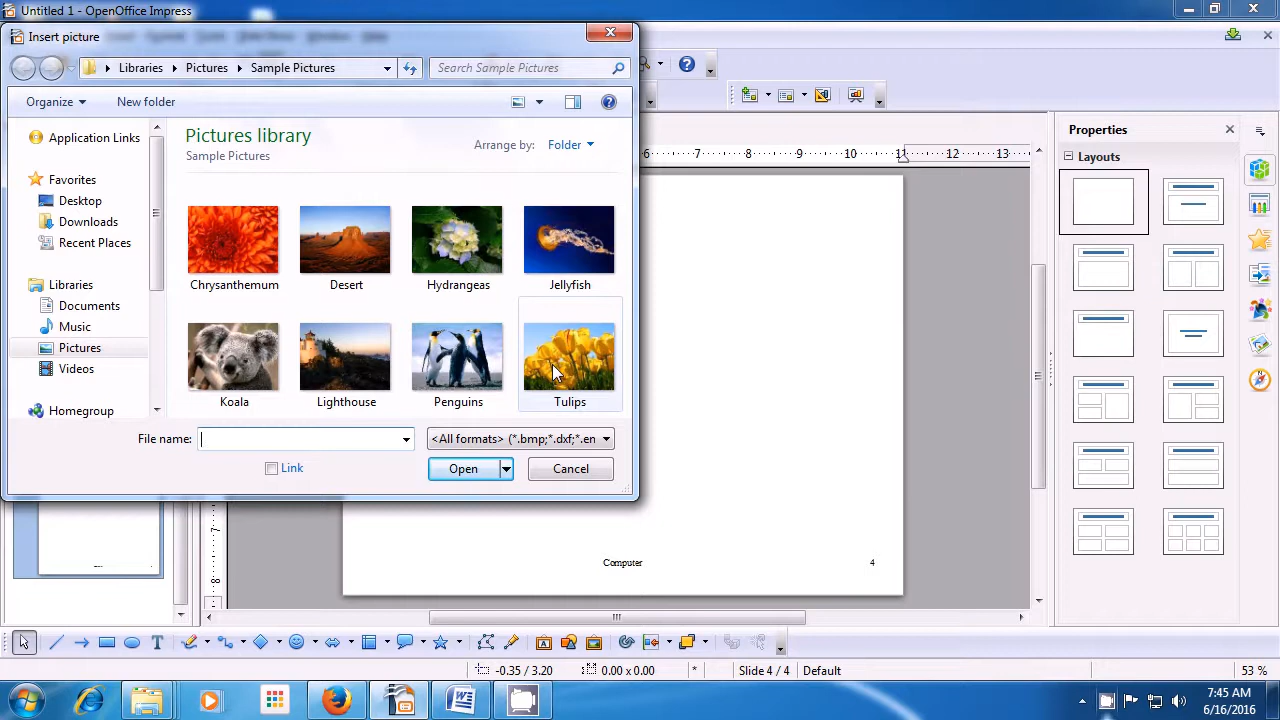 Untitled 1 - OpenOffice Impress
Insert picture
Libraries Pictures Sample Pictures
Search Sample Pictures
Organize New folder
Application Links
Favorites
Desktop
Downloads
Recent Places
Libraries
Documents
Music
Pictures
Videos
Homegroup
Pictures library
Sample Pictures
Arrange by: Folder
Chrysanthemum Desert Hydrangeas Jellyfish
Koala Lighthouse Penguins Tulips
File name:
<All formats> (*.bmp;*.dxf;*.en
Link
Open Cancel
6 7 8 9 10 11 12 13
Properties
Layouts
7
8
Computer 4
-0.35 / 3.20 0.00 x 0.00 * Slide 4 / 4 Default 53 %
7:45 AM
6/16/2016